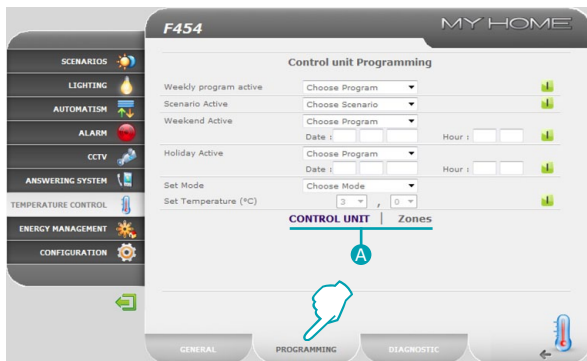 F454
MY HOME
SCENARIOS
LIGHTING
AUTOMATISM
ALARM
CCTV
ANSWERING SYSTEM
TEMPERATURE CONTROL
ENERGY MANAGEMENT
CONFIGURATION
Control unit Programming
Weekly program active Choose Program
Scenario Active Choose Scenario
Weekend Active Choose Program
Date : Hour :
Holiday Active Choose Program
Date : Hour :
Set Mode Choose Mode
Set Temperature (°C) 3 , 0
CONTROL UNIT | Zones
A
GENERAL PROGRAMMING DIAGNOSTIC